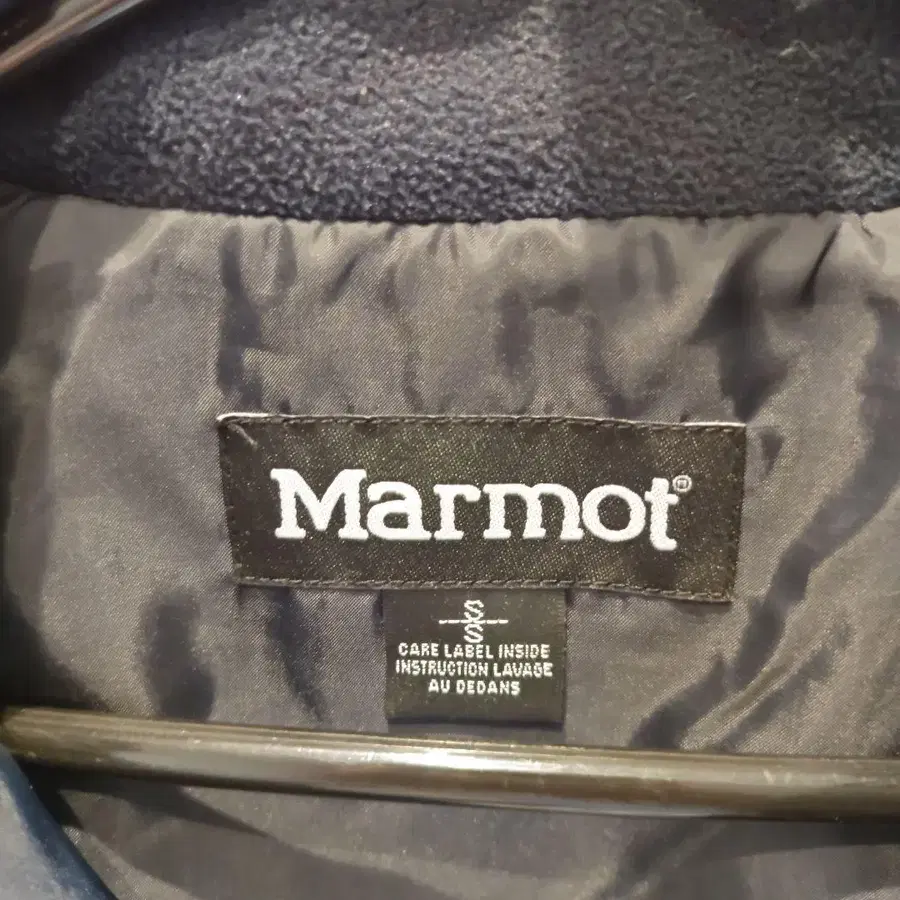 Marmot®
S
S
CARE LABEL INSIDE
INSTRUCTION LAVAGE
AU DEDANS